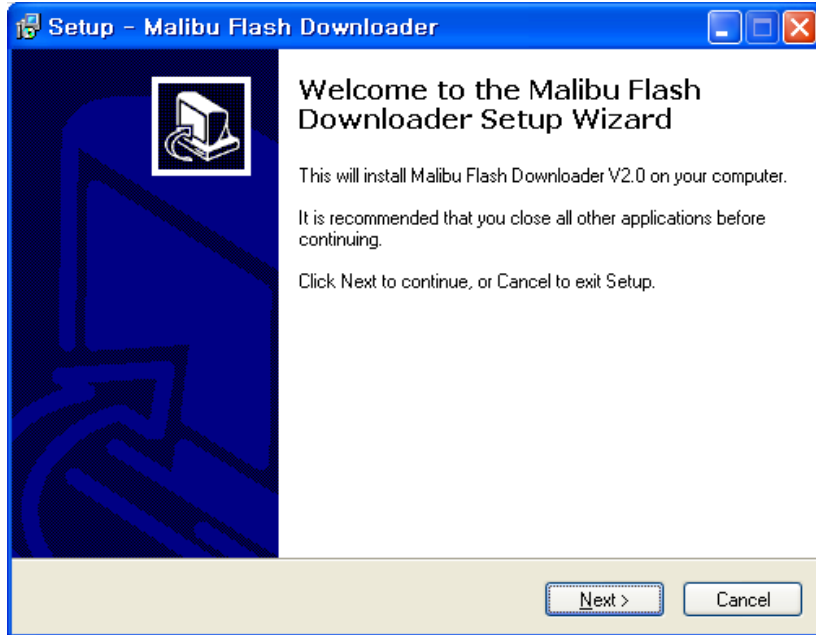 Setup - Malibu Flash Downloader
Welcome to the Malibu Flash
Downloader Setup Wizard
This will install Malibu Flash Downloader V2.0 on your computer.
It is recommended that you close all other applications before
continuing.
Click Next to continue, or Cancel to exit Setup.
Next >
Cancel